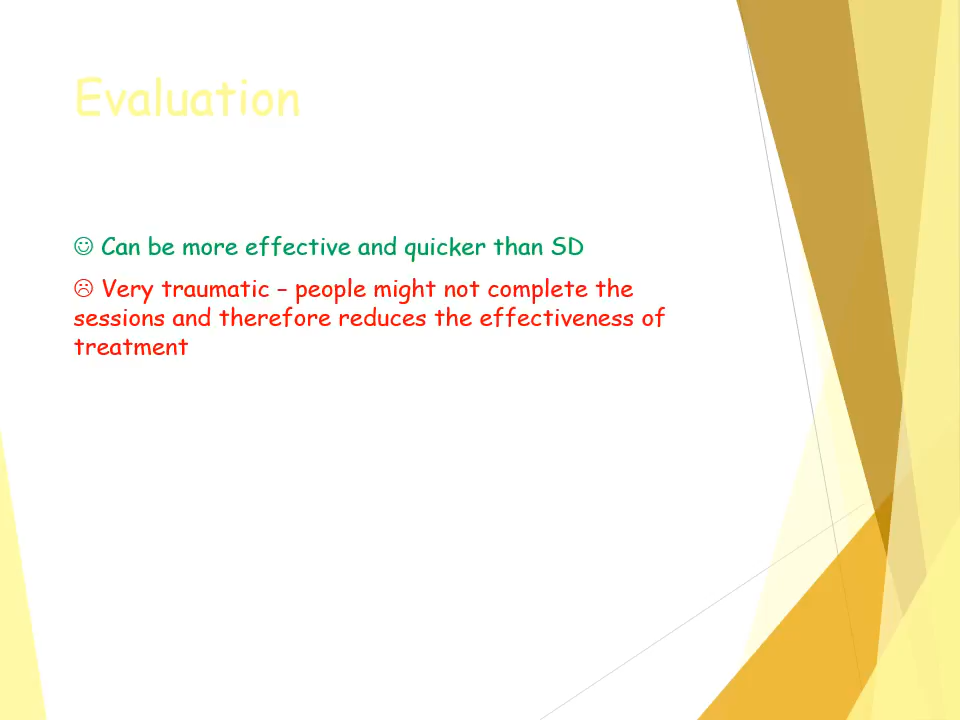 Evaluation
☺ Can be more effective and quicker than SD
☹ Very traumatic – people might not complete the
sessions and therefore reduces the effectiveness of
treatment